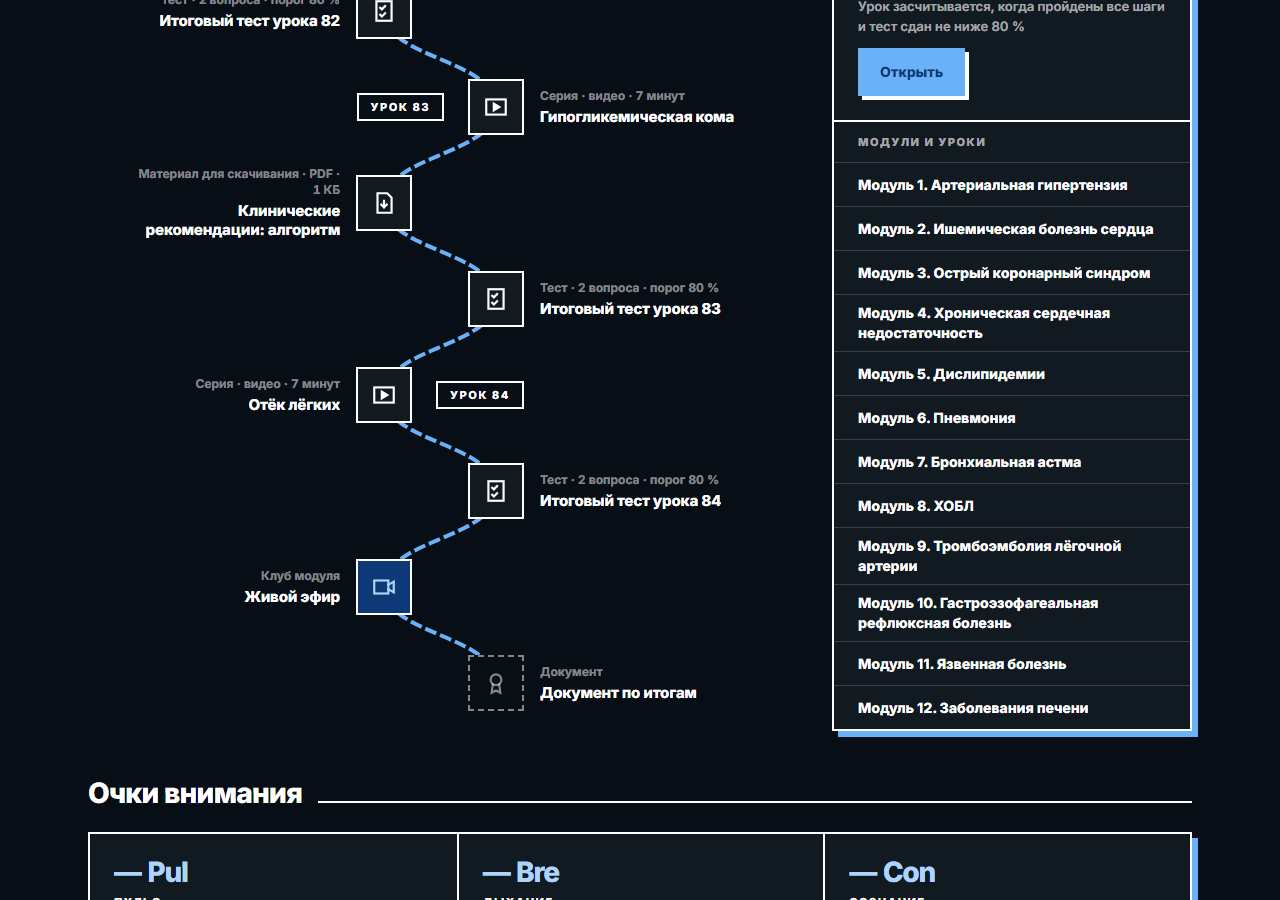 Тест · 2 вопроса · порог 80 %
Итоговый тест урока 82
УРОК 83
Серия · видео · 7 минут
Гипогликемическая кома
Материал для скачивания · PDF ·
1 КБ
Клинические
рекомендации: алгоритм
Тест · 2 вопроса · порог 80 %
Итоговый тест урока 83
Серия · видео · 7 минут
Отёк лёгких
УРОК 84
Тест · 2 вопроса · порог 80 %
Итоговый тест урока 84
Клуб модуля
Живой эфир
Документ
Документ по итогам
Урок засчитывается, когда пройдены все шаги
и тест сдан не ниже 80 %
Открыть
МОДУЛИ И УРОКИ
Модуль 1. Артериальная гипертензия
Модуль 2. Ишемическая болезнь сердца
Модуль 3. Острый коронарный синдром
Модуль 4. Хроническая сердечная
недостаточность
Модуль 5. Дислипидемии
Модуль 6. Пневмония
Модуль 7. Бронхиальная астма
Модуль 8. ХОБЛ
Модуль 9. Тромбоэмболия лёгочной
артерии
Модуль 10. Гастроэзофагеальная
рефлюксная болезнь
Модуль 11. Язвенная болезнь
Модуль 12. Заболевания печени
Очки внимания
— Pul
— Bre
— Con